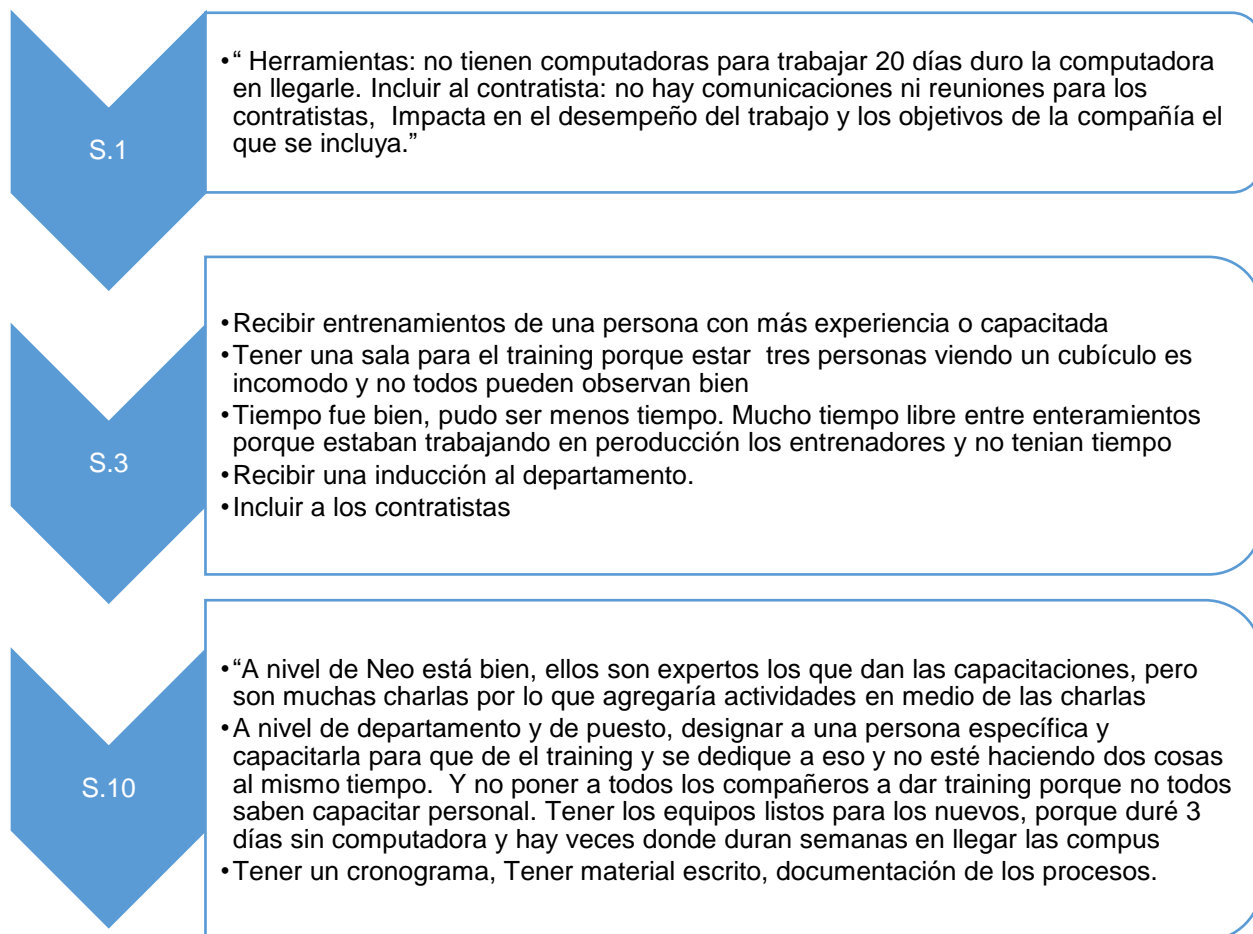 S.1
•“ Herramientas: no tienen computadoras para trabajar 20 días duro la computadora
en llegarle. Incluir al contratista: no hay comunicaciones ni reuniones para los
contratistas,  Impacta en el desempeño del trabajo y los objetivos de la compañía el
que se incluya.”
S.3
•Recibir entrenamientos de una persona con más experiencia o capacitada
•Tener una sala para el training porque estar  tres personas viendo un cubículo es
incomodo y no todos pueden observan bien
•Tiempo fue bien, pudo ser menos tiempo. Mucho tiempo libre entre enteramientos
porque estaban trabajando en peroducción los entrenadores y no tenian tiempo
•Recibir una inducción al departamento.
•Incluir a los contratistas
S.10
•“A nivel de Neo está bien, ellos son expertos los que dan las capacitaciones, pero
son muchas charlas por lo que agregaría actividades en medio de las charlas
•A nivel de departamento y de puesto, designar a una persona específica y
capacitarla para que de el training y se dedique a eso y no esté haciendo dos cosas
al mismo tiempo.  Y no poner a todos los compañeros a dar training porque no todos
saben capacitar personal. Tener los equipos listos para los nuevos, porque duré 3
días sin computadora y hay veces donde duran semanas en llegar las compus
•Tener un cronograma, Tener material escrito, documentación de los procesos.